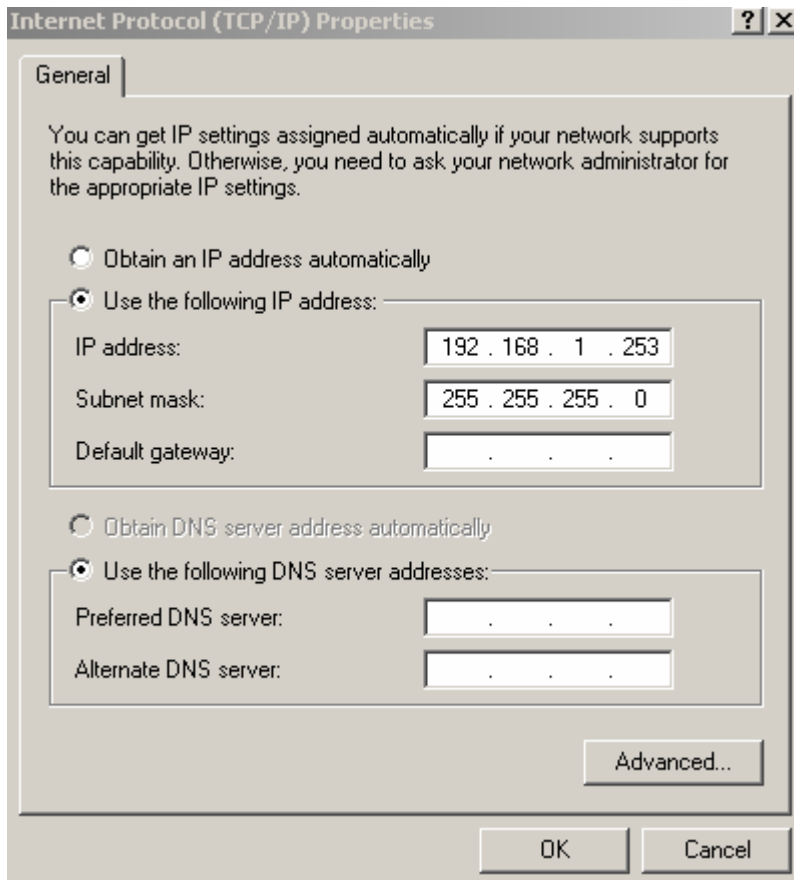 Internet Protocol (TCP/IP) Properties
General
You can get IP settings assigned automatically if your network supports
this capability. Otherwise, you need to ask your network administrator for
the appropriate IP settings.
Obtain an IP address automatically
Use the following IP address:
IP address: 192 . 168 . 1 . 253
Subnet mask: 255 . 255 . 255 . 0
Default gateway: . . .
Obtain DNS server address automatically
Use the following DNS server addresses:
Preferred DNS server: . . .
Alternate DNS server: . . .
Advanced...
OK Cancel